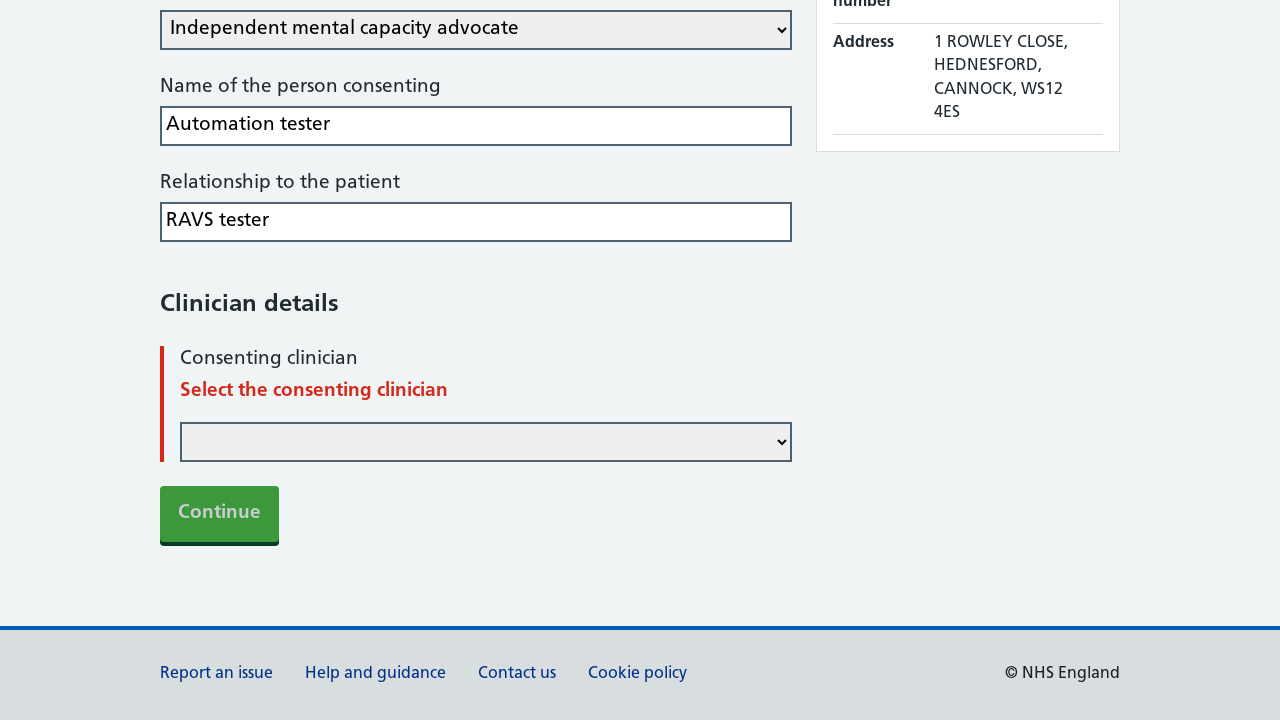 number
Independent mental capacity advocate
Address
1 ROWLEY CLOSE,
HEDNESFORD,
CANNOCK, WS12
4ES
Name of the person consenting
Automation tester
Relationship to the patient
RAVS tester
Clinician details
Consenting clinician
Select the consenting clinician
Continue
Report an issue
Help and guidance
Contact us
Cookie policy
© NHS England